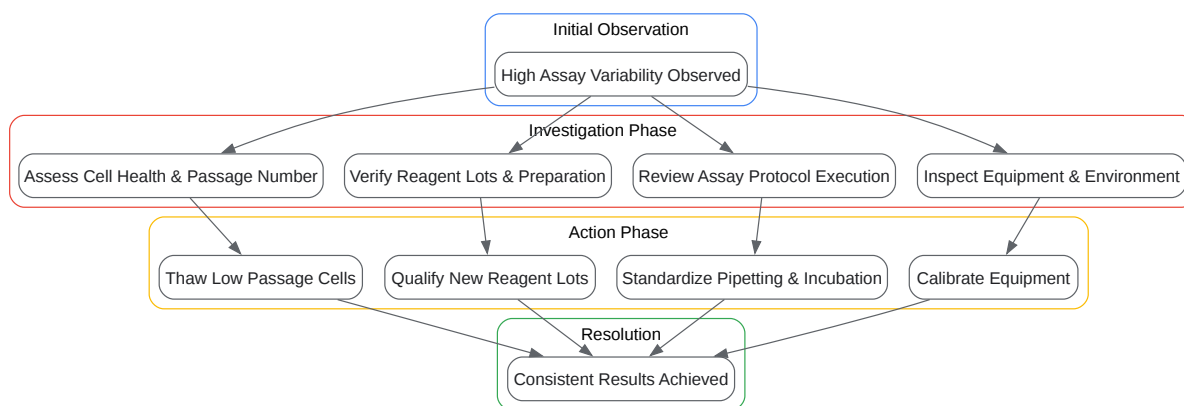 Initial Observation
High Assay Variability Observed
Investigation Phase
Assess Cell Health & Passage Number
Verify Reagent Lots & Preparation
Review Assay Protocol Execution
Inspect Equipment & Environment
Action Phase
Thaw Low Passage Cells
Qualify New Reagent Lots
Standardize Pipetting & Incubation
Calibrate Equipment
Resolution
Consistent Results Achieved